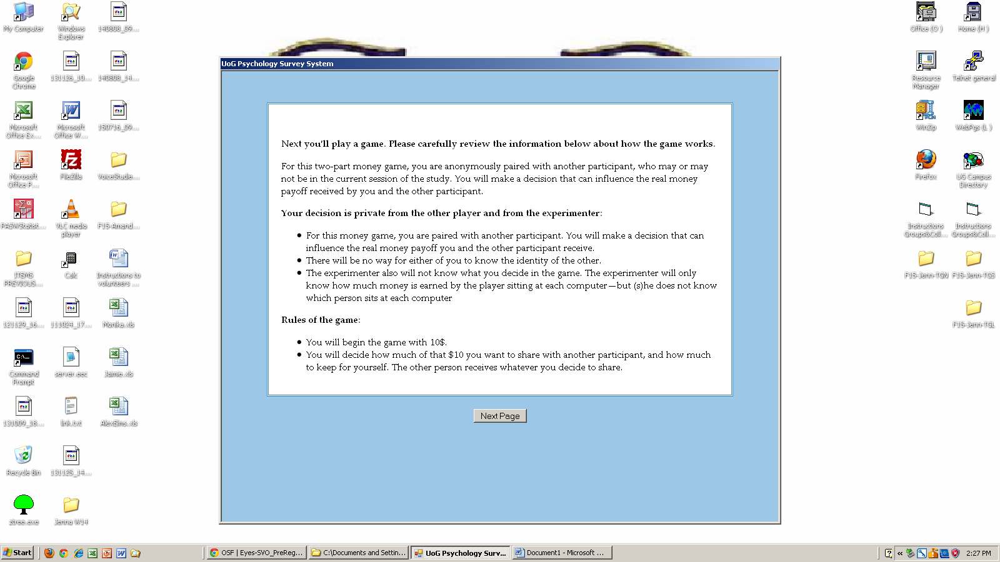 My Computer
Windows
Explorer
140808_09...
Office (O )
Home (H )
UoG Psychology Survey System
Google
Chrome
131126_10...
140808_14...
Resource
Manager
Telnet general
Microsoft
Office Ex...
Microsoft
Office W...
150716_09...
WinZip
WebPgs (L )
Next you'll play a game. Please carefully review the information below about how the game works.
For this two-part money game, you are anonymously paired with another participant, who may or may
not be in the current session of the study. You will make a decision that can influence the real money
payoff received by you and the other participant.
Your decision is private from the other player and from the experimenter:
For this money game, you are paired with another participant. You will make a decision that can
influence the real money payoff you and the other participant receive.
There will be no way for either of you to know the identity of the other.
The experimenter also will not know what you decide in the game. The experimenter will only
know how much money is earned by the player sitting at each computer—but (s)he does not know
which person sits at each computer
Rules of the game:
You will begin the game with 10$.
You will decide how much of that $10 you want to share with another participant, and how much
to keep for yourself. The other person receives whatever you decide to share.
Next Page
Microsoft
Office P...
FileZilla
VoiceStudie...
Firefox
UG Campus
Directory
PASWStatist...
VLC media
player
F15-Amand...
Instructions
Groups&Coll...
Instructions
Groups&Coll...
ITEMS
PREVIOUS...
Calc
Instructions to
volunteers ...
F15-Jenn-TGN
F15-Jenn-TGS
121129_16...
111024_17...
Monika.xls
F15-Jenn-TGL
Command
Prompt
server.eec
Jaimie.xls
131009_18...
link.txt
AlexElms.xls
Recycle Bin
131125_14...
ztree.exe
Jenna W14
Start
OSF | Eyes-SVO_PreReg...
C:\Documents and Settin...
UoG Psychology Surv...
Document1 - Microsoft ...
2:27 PM